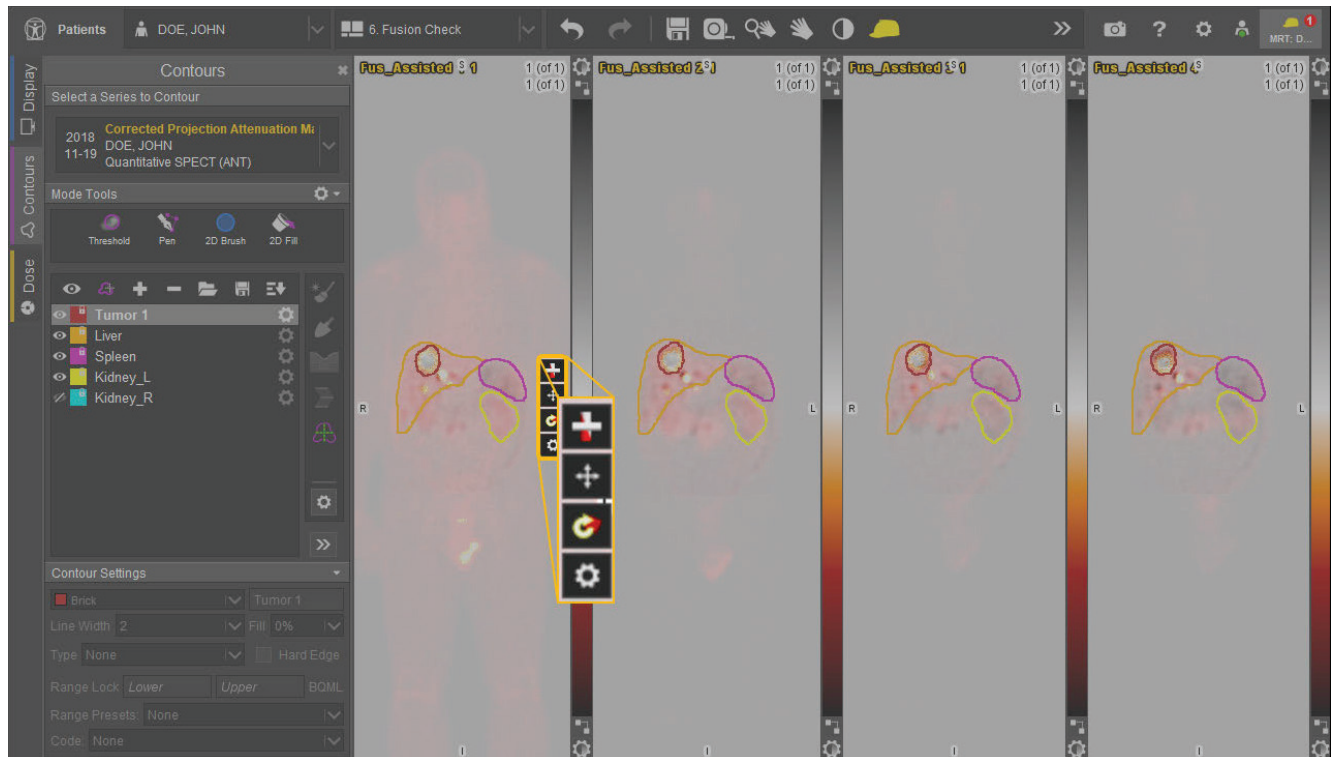 Patients
DOE, JOHN
6. Fusion Check
MRT: D...
1
Display
Contours
Dose
Contours
Select a Series to Contour
2018
11-19
Corrected Projection Attenuation Ma
DOE, JOHN
Quantitative SPECT (ANT)
Mode Tools
Threshold
Pen
2D Brush
2D Fill
Tumor 1
Liver
Spleen
Kidney_L
Kidney_R
Contour Settings
Brick
Tumor 1
Line Width 2
Fill 0%
Type None
Hard Edge
Range Lock Lower Upper BQML
Range Presets: None
Code: None
Fus_Assisted
S
1
1 (of 1)
1 (of 1)
R
I
Fus_Assisted
S
1 (of 1)
1 (of 1)
L
I
Fus_Assisted
S
1
1 (of 1)
1 (of 1)
R
L
I
Fus_Assisted
S
1 (of 1)
1 (of 1)
R
L
I